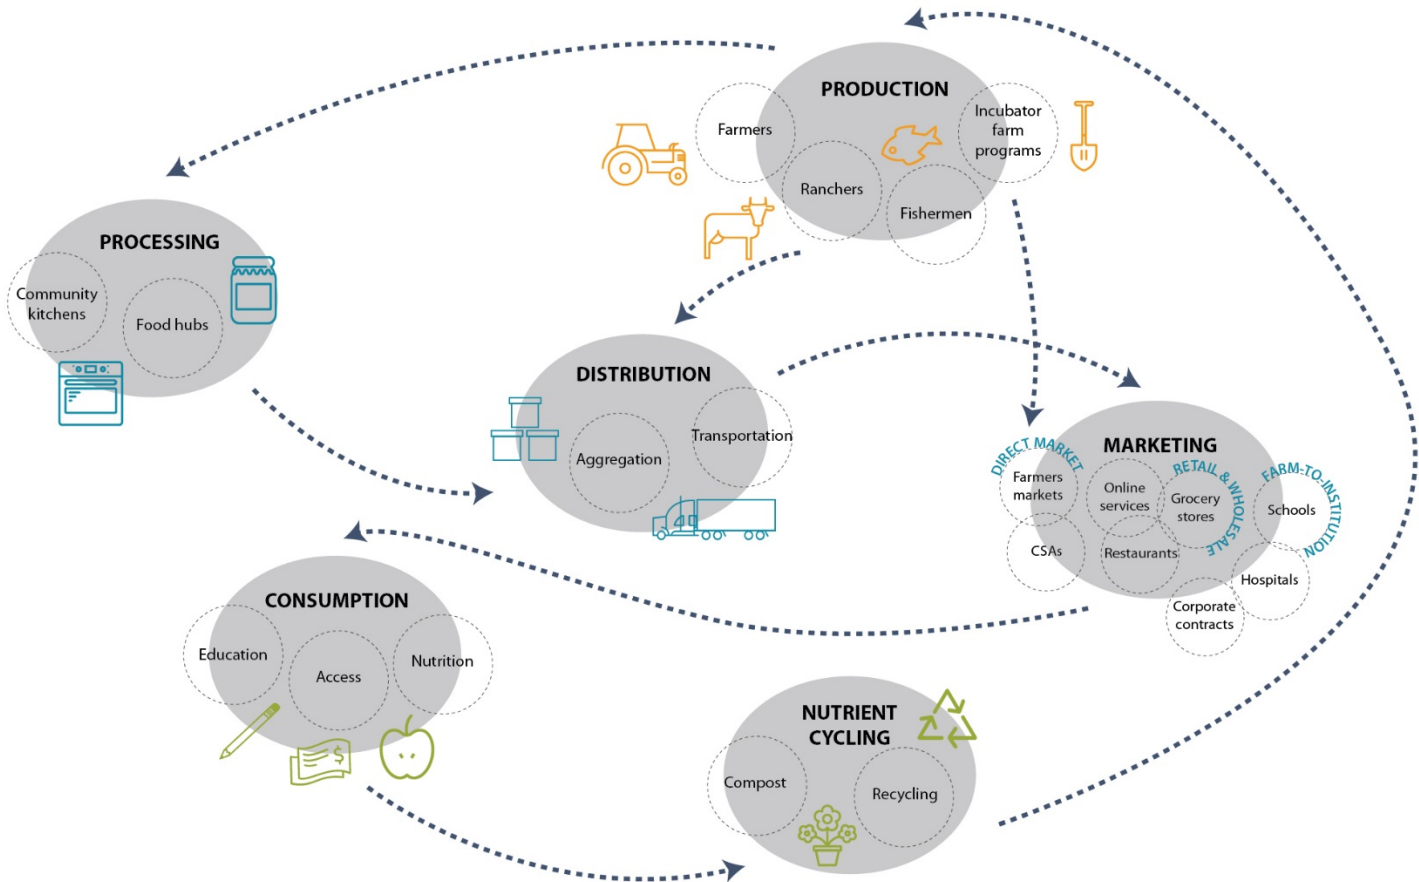 PRODUCTION
Farmers
Ranchers
Fishermen
Incubator
farm
programs
PROCESSING
Community
kitchens
Food hubs
DISTRIBUTION
Aggregation
Transportation
MARKETING
DIRECT MARKET
Farmers
markets
CSAs
Online
services
Restaurants
RETAIL & WHOLESALE
Grocery
stores
FARM-TO-INSTITUTION
Schools
Hospitals
Corporate
contracts
CONSUMPTION
Education
Access
Nutrition
$
NUTRIENT
CYCLING
Compost
Recycling